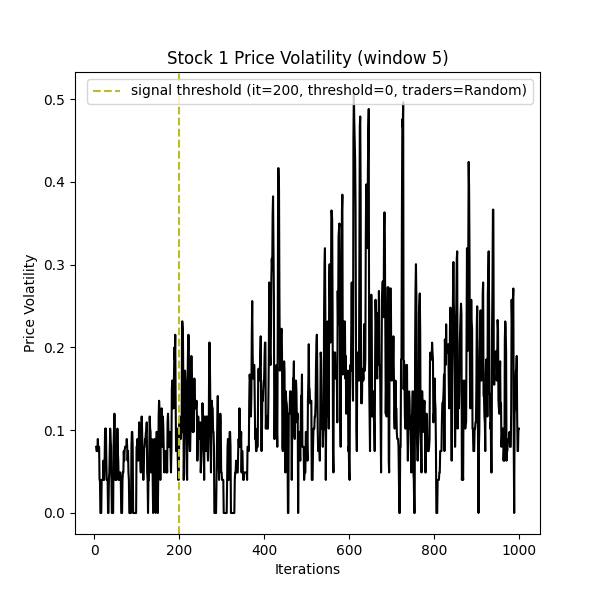 Stock 1 Price Volatility (window 5)
signal threshold (it=200, threshold=0, traders=Random)
0.5
0.4
0.3
0.2
0.1
0.0
Price Volatility
0 200 400 600 800 1000
Iterations